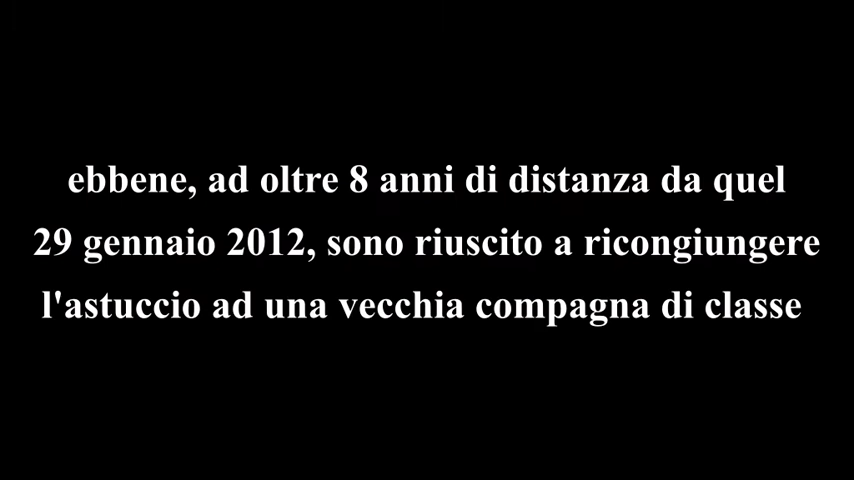 ebbene, ad oltre 8 anni di distanza da quel
29 gennaio 2012, sono riuscito a ricongiungere
l'astuccio ad una vecchia compagna di classe